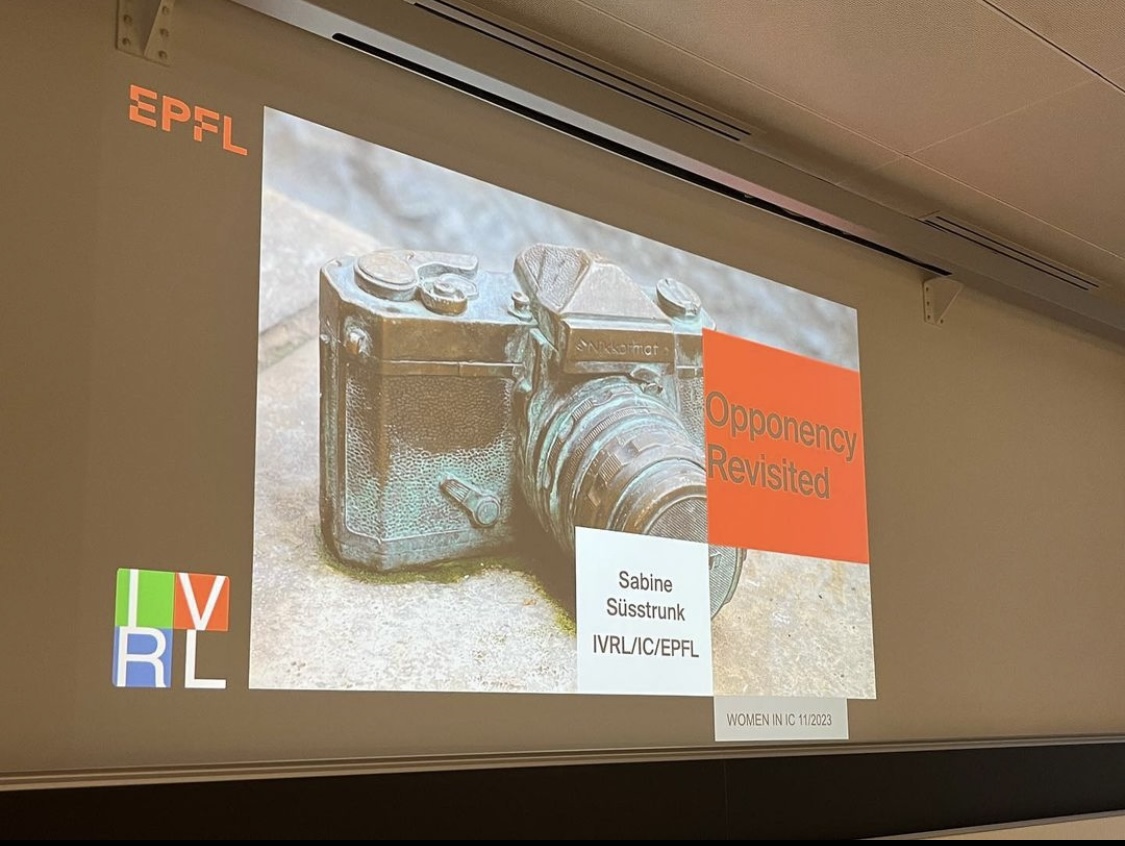 EPFL
Nikkormat
Opponency
Revisited
Sabine
Süsstrunk
IVRL/IC/EPFL
IV
RL
WOMEN IN IC 11/2023